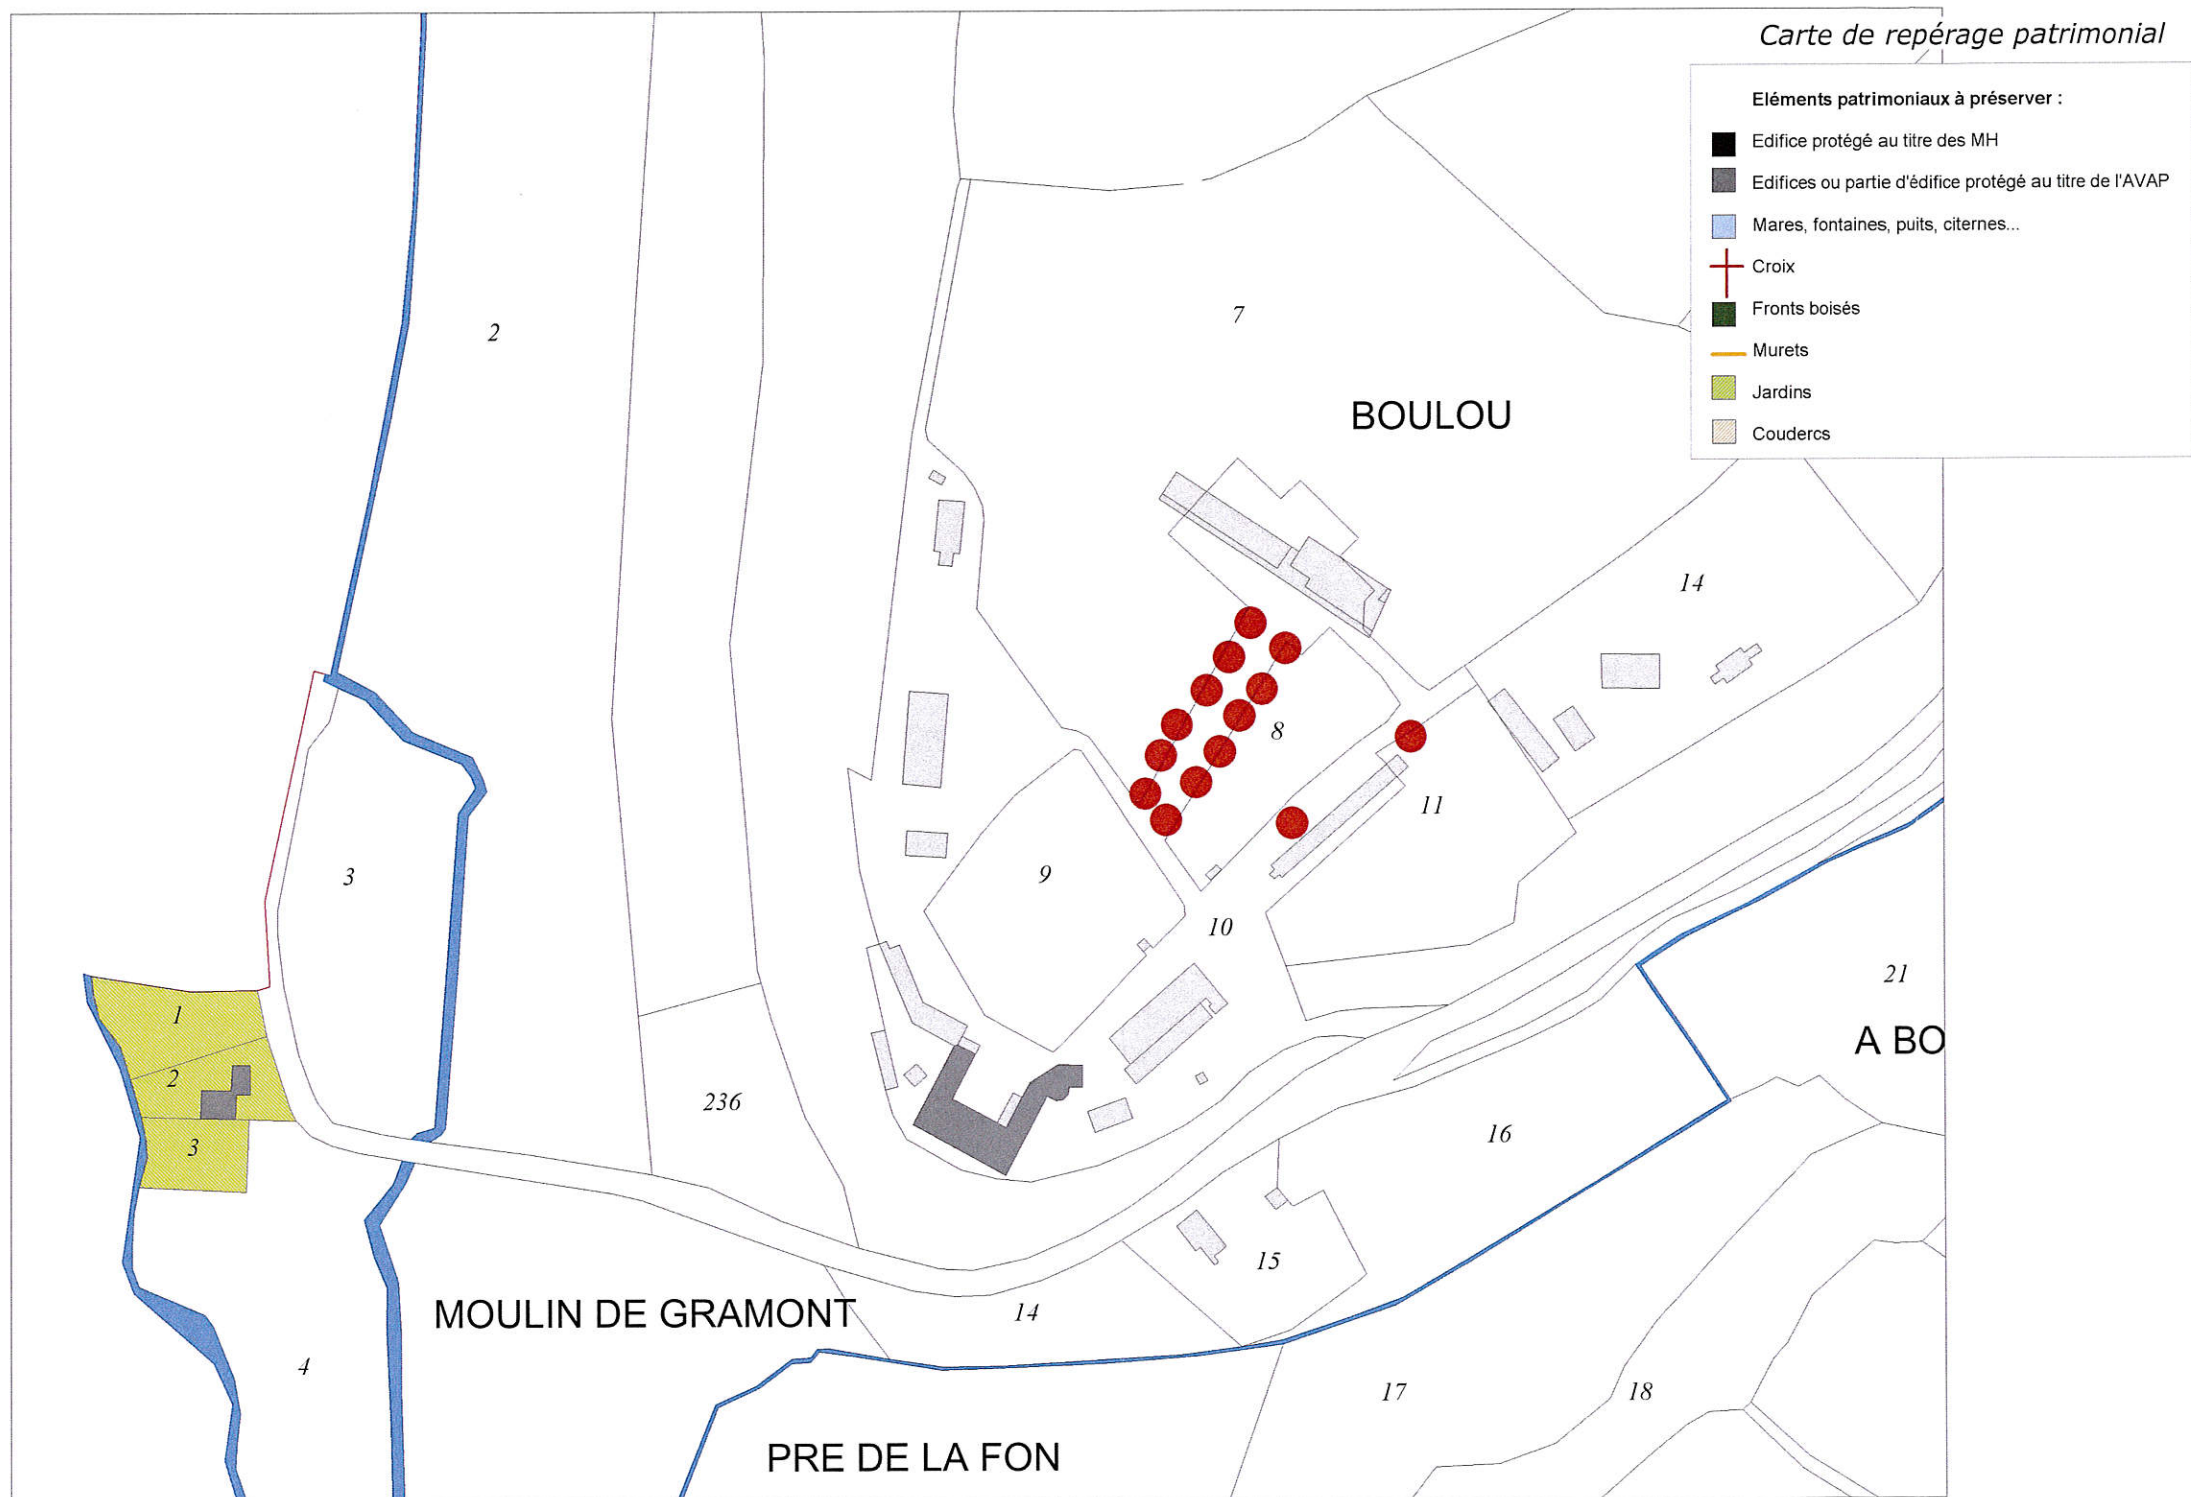 Carte de repérage patrimonial
Eléments patrimoniaux à préserver :
Edifice protégé au titre des MH
Edifices ou partie d'édifice protégé au titre de l'AVAP
Mares, fontaines, puits, citernes...
Croix
Fronts boisés
Murets
Jardins
Coudercs
2
7
BOULOU
14
8
11
3
9
10
21
1
A BO
2
236
3
16
15
MOULIN DE GRAMONT
14
4
17
18
PRE DE LA FON